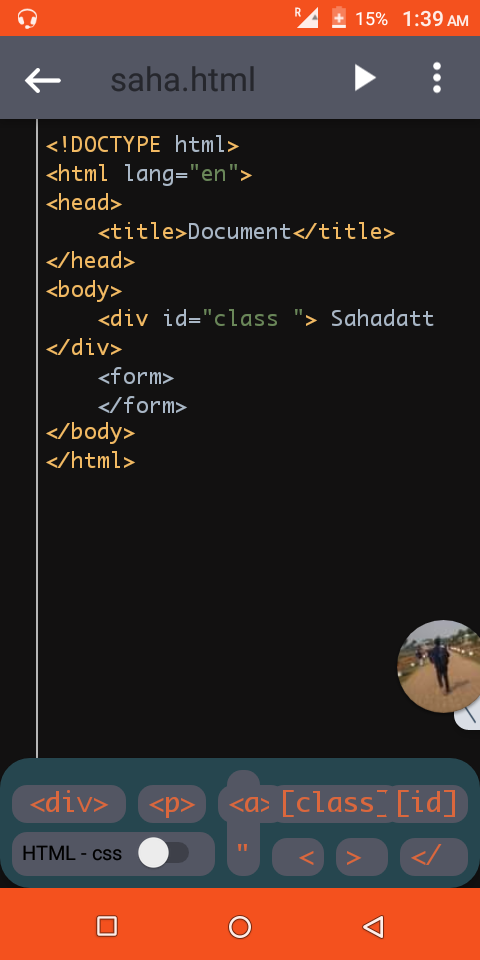 R 15% 1:39 AM
saha.html
<!DOCTYPE html>
<html lang="en">
<head>
    <title>Document</title>
</head>
<body>
    <div id="class "> Sahadatt
</div>
    <form>
    </form>
</body>
</html>
<div> <p> <a> [class] [id]
HTML - css " < > </